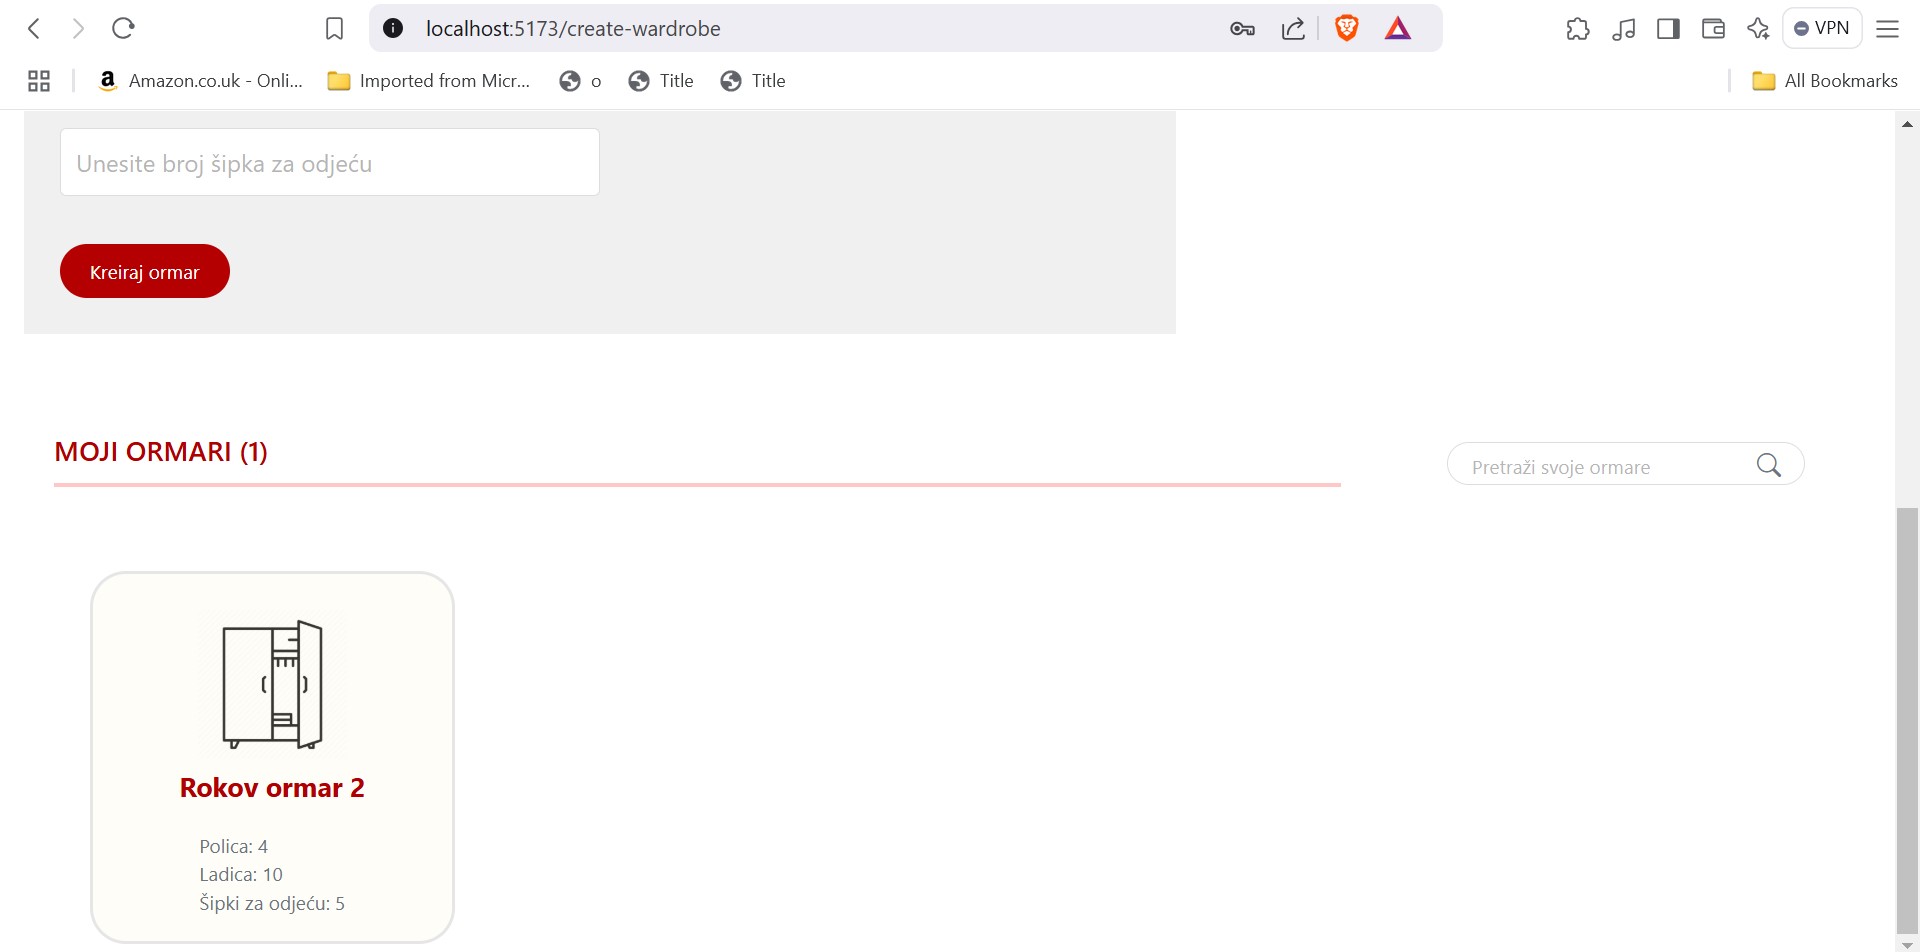 localhost:5173/create-wardrobe
VPN
Amazon.co.uk - Onli...
Imported from Micr...
o
Title
Title
All Bookmarks
Unesite broj šipka za odjeću
Kreiraj ormar
MOJI ORMARI (1)
Pretraži svoje ormare
Rokov ormar 2
Polica: 4
Ladica: 10
Šipki za odjeću: 5